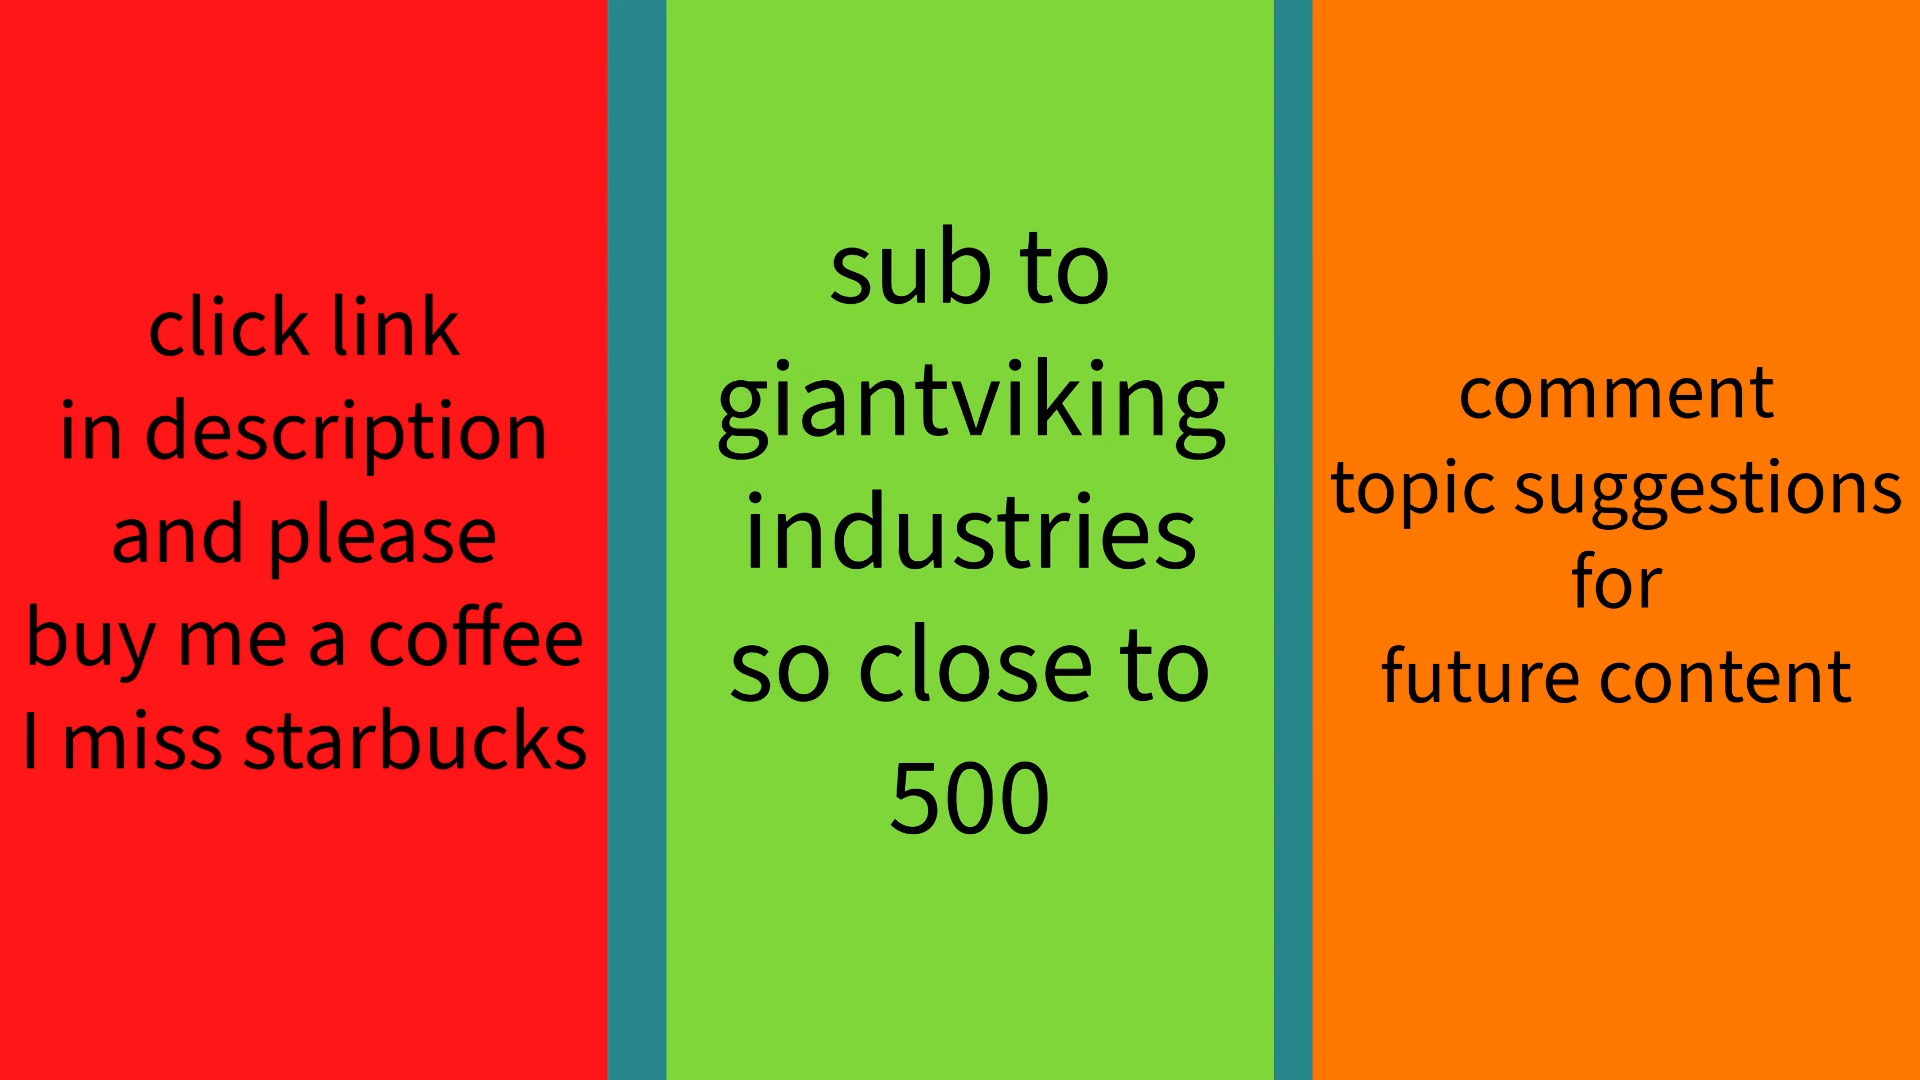 click link
in description
and please
buy me a coffee
I miss starbucks
sub to
giantviking
industries
so close to
500
comment
topic suggestions
for
future content